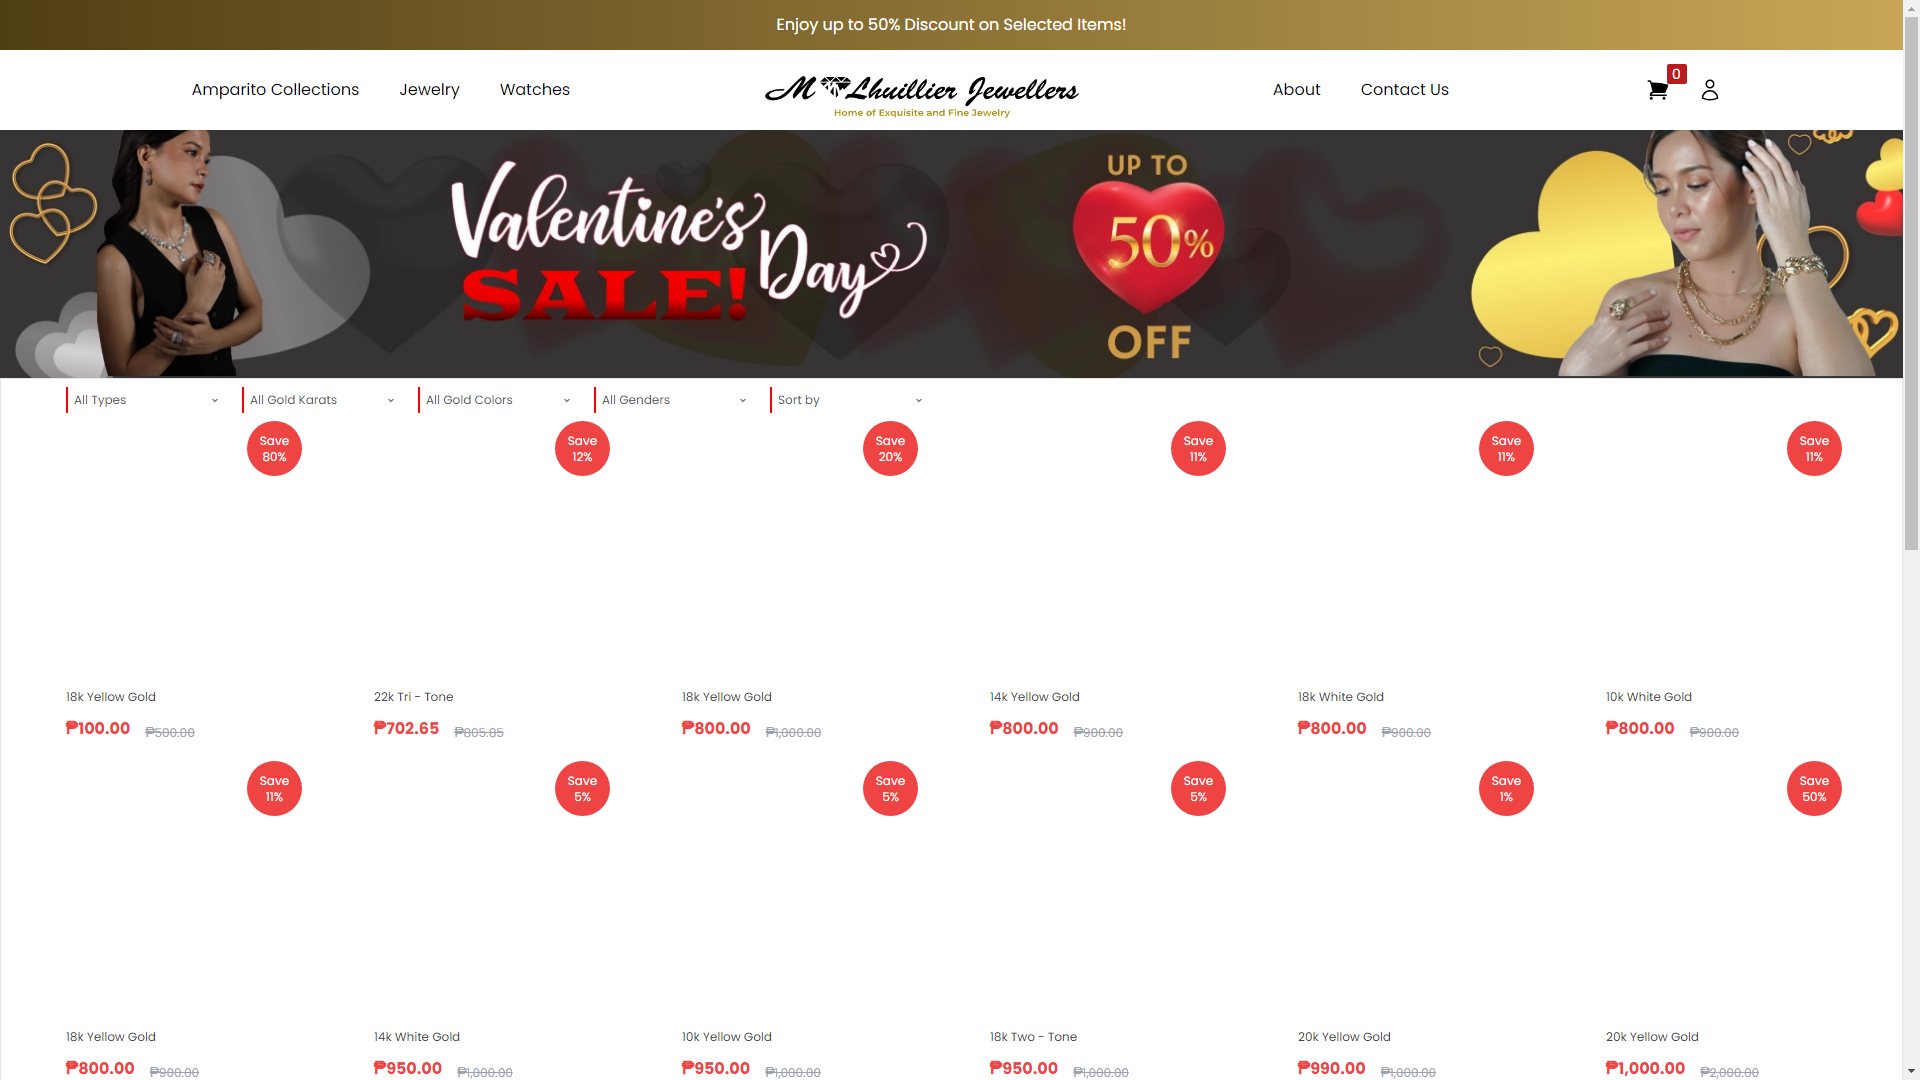 Enjoy up to 50% Discount on Selected Items!
Amparito Collections Jewelry Watches
M Lhuillier Jewellers
Home of Exquisite and Fine Jewelry
About Contact Us
0
Valentine's Day
SALE!
UP TO
50%
OFF
All Types All Gold Karats All Gold Colors All Genders Sort by
Save 80%
Save 12%
Save 20%
Save 11%
Save 11%
Save 11%
18k Yellow Gold
₱100.00 ₱500.00
22k Tri - Tone
₱702.65 ₱805.85
18k Yellow Gold
₱800.00 ₱1,000.00
14k Yellow Gold
₱800.00 ₱900.00
18k White Gold
₱800.00 ₱900.00
10k White Gold
₱800.00 ₱900.00
Save 11%
Save 5%
Save 5%
Save 5%
Save 1%
Save 50%
18k Yellow Gold
₱800.00 ₱900.00
14k White Gold
₱950.00 ₱1,000.00
10k Yellow Gold
₱950.00 ₱1,000.00
18k Two - Tone
₱950.00 ₱1,000.00
20k Yellow Gold
₱990.00 ₱1,000.00
20k Yellow Gold
₱1,000.00 ₱2,000.00